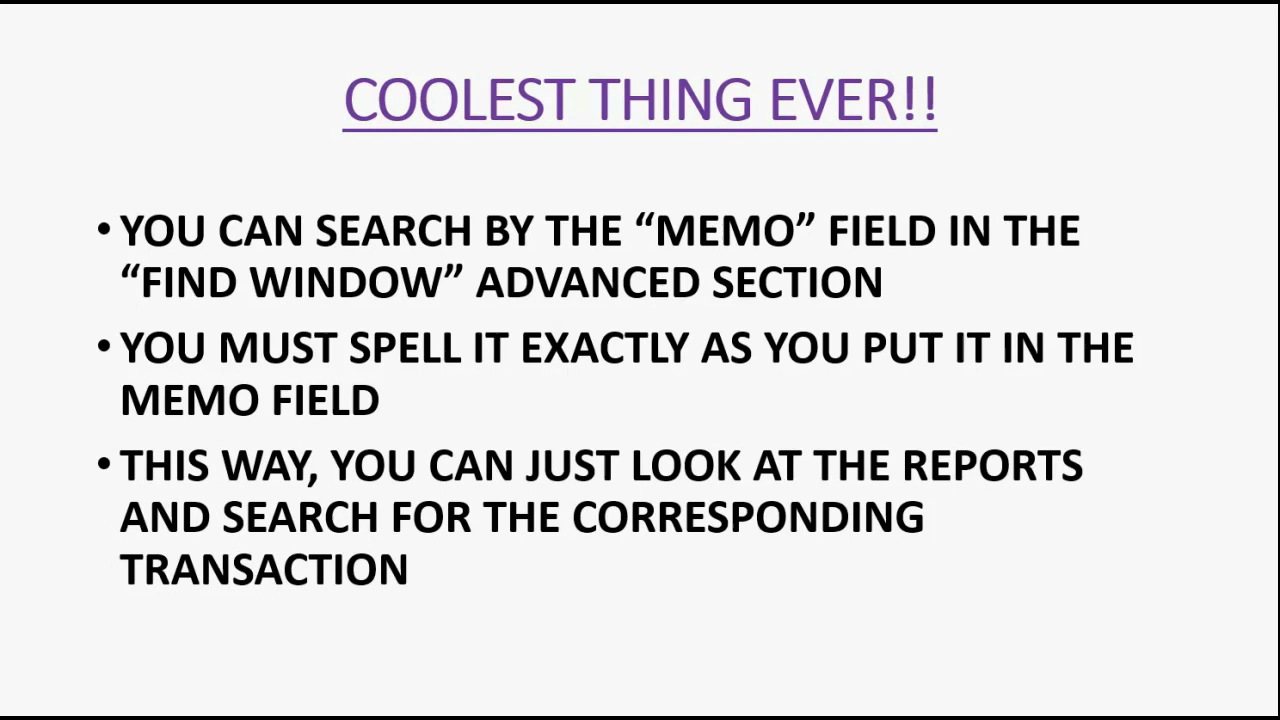 COOLEST THING EVER!!
• YOU CAN SEARCH BY THE “MEMO” FIELD IN THE
“FIND WINDOW” ADVANCED SECTION
• YOU MUST SPELL IT EXACTLY AS YOU PUT IT IN THE
MEMO FIELD
• THIS WAY, YOU CAN JUST LOOK AT THE REPORTS
AND SEARCH FOR THE CORRESPONDING
TRANSACTION